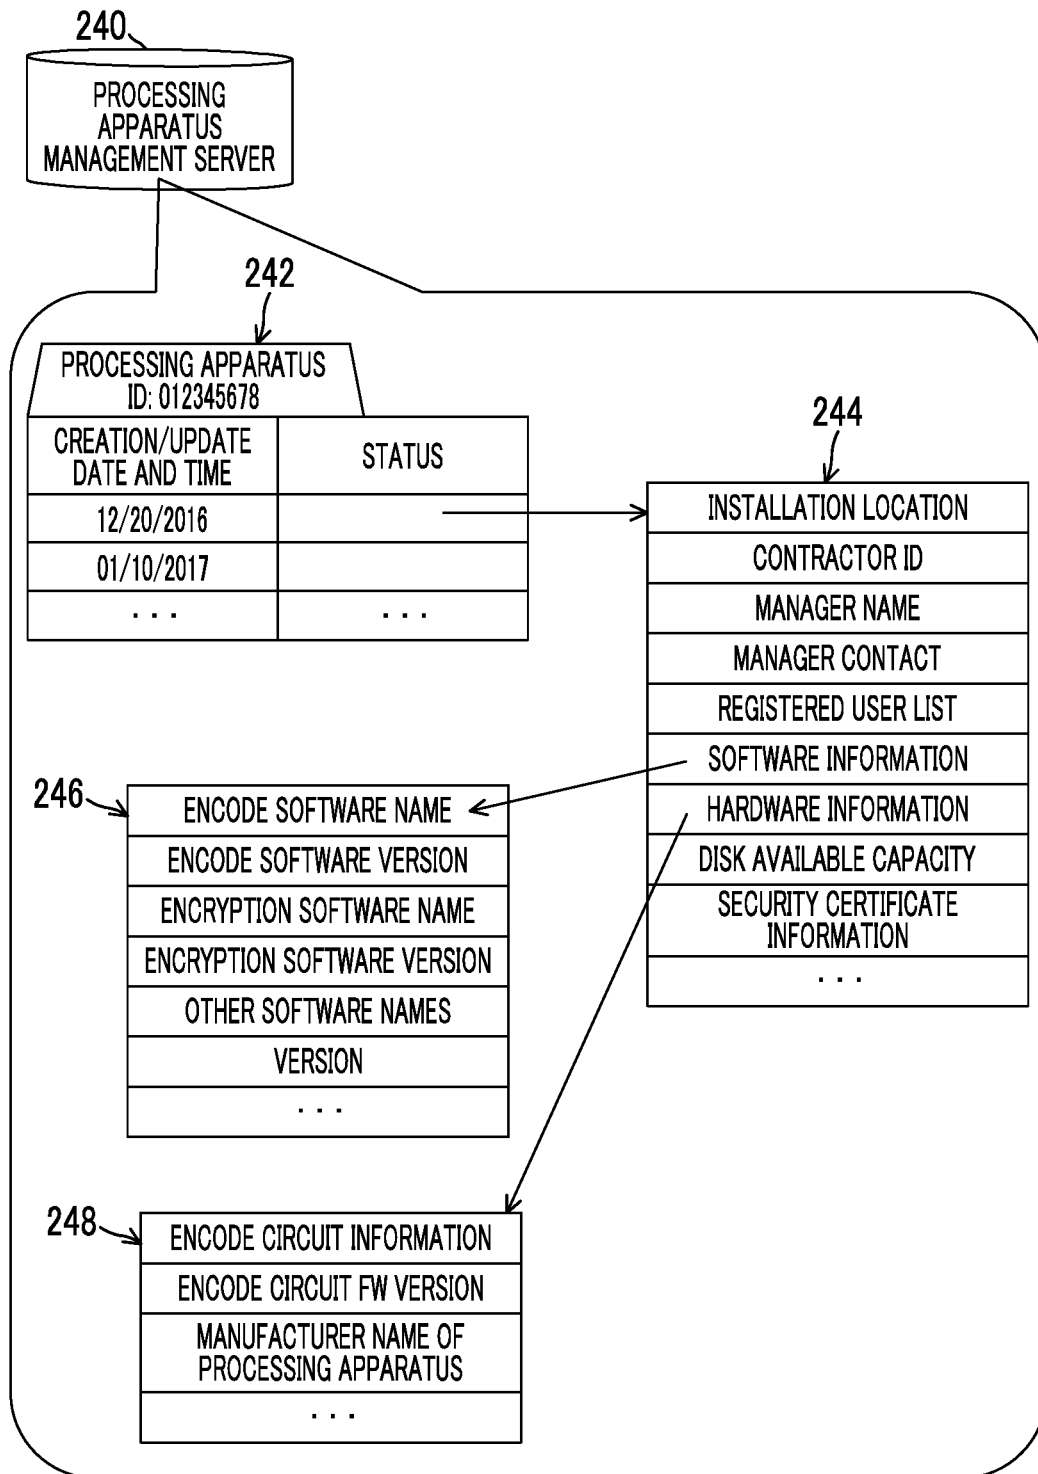 240
PROCESSING
APPARATUS
MANAGEMENT SERVER
242
PROCESSING APPARATUS
ID: 012345678
CREATION/UPDATE
DATE AND TIME
STATUS
12/20/2016
01/10/2017
. . .
. . .
244
INSTALLATION LOCATION
CONTRACTOR ID
MANAGER NAME
MANAGER CONTACT
REGISTERED USER LIST
SOFTWARE INFORMATION
HARDWARE INFORMATION
DISK AVAILABLE CAPACITY
SECURITY CERTIFICATE
INFORMATION
. . .
246
ENCODE SOFTWARE NAME
ENCODE SOFTWARE VERSION
ENCRYPTION SOFTWARE NAME
ENCRYPTION SOFTWARE VERSION
OTHER SOFTWARE NAMES
VERSION
. . .
248
ENCODE CIRCUIT INFORMATION
ENCODE CIRCUIT FW VERSION
MANUFACTURER NAME OF
PROCESSING APPARATUS
. . .